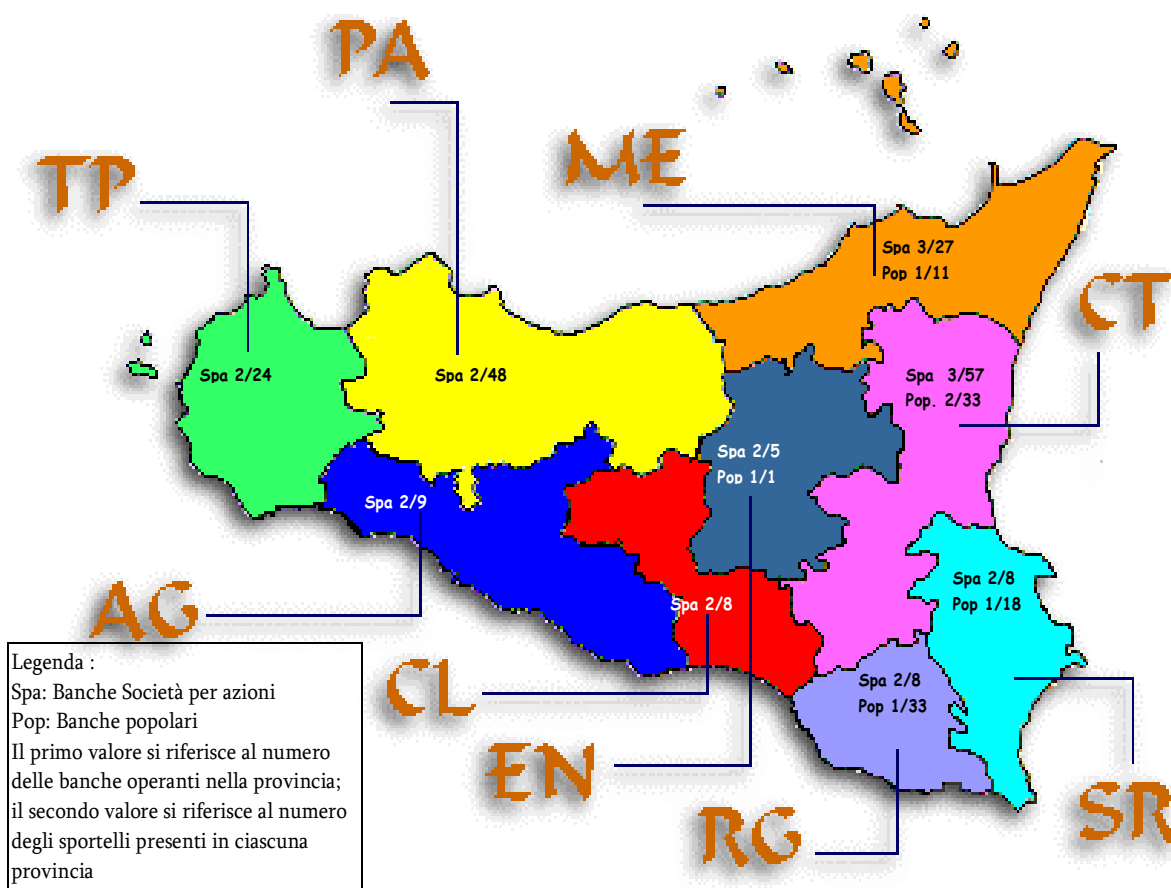 PA
ME
TP
Spa 3/27
Pop 1/11
CT
Spa 2/24
Spa 2/48
Spa 3/57
Pop. 2/33
Spa 2/5
Pop 1/1
Spa 2/9
Spa 2/8
Pop 1/18
AG
Spa 2/8
CL
Spa 2/8
Pop 1/33
EN
RG
SR
Legenda :
Spa: Banche Società per azioni
Pop: Banche popolari
Il primo valore si riferisce al numero
delle banche operanti nella provincia;
il secondo valore si riferisce al numero
degli sportelli presenti in ciascuna
provincia